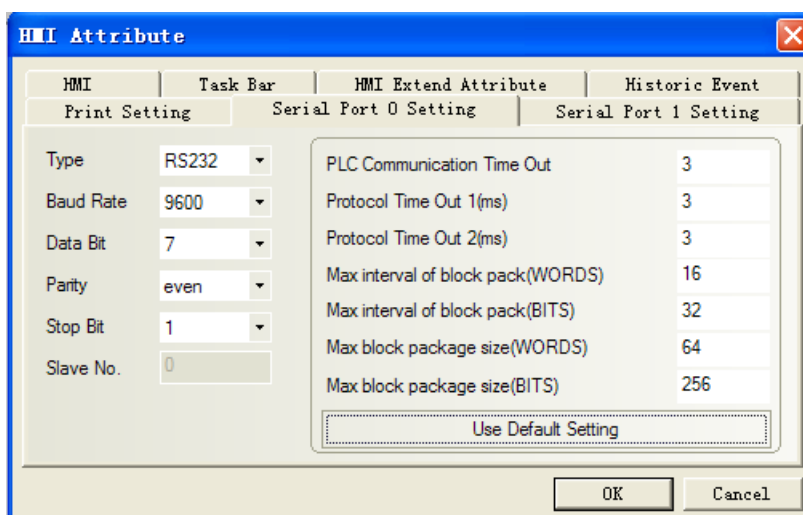 HMI Attribute
HMI
Task Bar
HMI Extend Attribute
Historic Event
Print Setting
Serial Port 0 Setting
Serial Port 1 Setting
Type
RS232
Baud Rate
9600
Data Bit
7
Parity
even
Stop Bit
1
Slave No.
0
PLC Communication Time Out
3
Protocol Time Out 1(ms)
3
Protocol Time Out 2(ms)
3
Max interval of block pack(WORDS)
16
Max interval of block pack(BITS)
32
Max block package size(WORDS)
64
Max block package size(BITS)
256
Use Default Setting
OK
Cancel